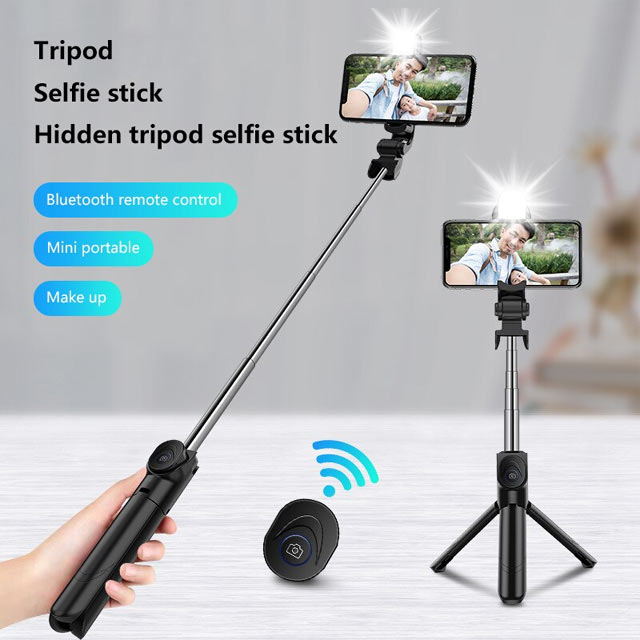 Tripod
Selfie stick
Hidden tripod selfie stick
Bluetooth remote control
Mini portable
Make up